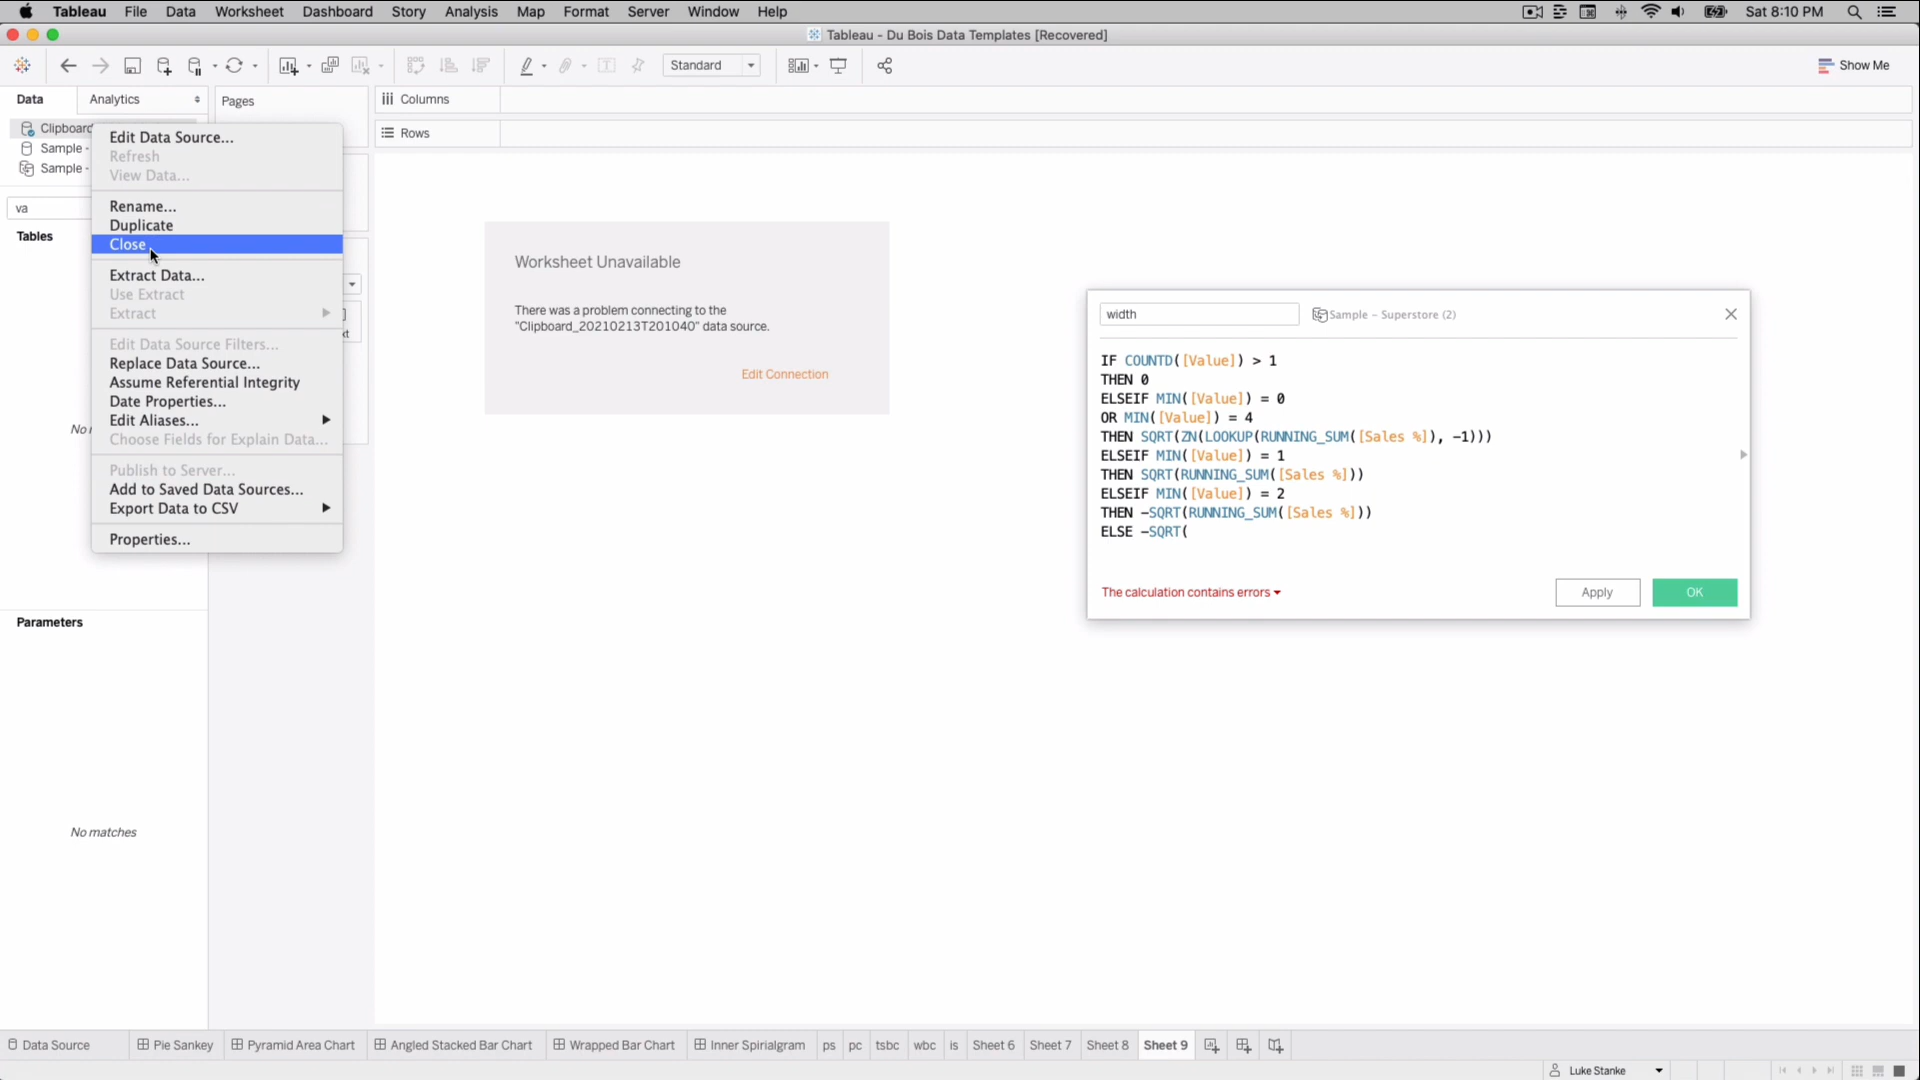 Tableau File Data Worksheet Dashboard Story Analysis Map Format Server Window Help Sat 8:10 PM
Tableau - Du Bois Data Templates [Recovered]
Standard Show Me
Data Analytics Pages Columns
Clipboard
Sample -
Sample -
Rows
va
Tables
Edit Data Source...
Refresh
View Data...
Rename...
Duplicate
Close
Extract Data...
Use Extract
Extract
Edit Data Source Filters...
Replace Data Source...
Assume Referential Integrity
Date Properties...
Edit Aliases...
Choose Fields for Explain Data...
Publish to Server...
Add to Saved Data Sources...
Export Data to CSV
Properties...
Worksheet Unavailable
There was a problem connecting to the
"Clipboard_20210213T201040" data source.
Edit Connection
width Sample - Superstore (2)
IF COUNTD([Value]) > 1
THEN 0
ELSEIF MIN([Value]) = 0
OR MIN([Value]) = 4
THEN SQRT(ZN(LOOKUP(RUNNING_SUM([Sales %]), -1)))
ELSEIF MIN([Value]) = 1
THEN SQRT(RUNNING_SUM([Sales %]))
ELSEIF MIN([Value]) = 2
THEN -SQRT(RUNNING_SUM([Sales %]))
ELSE -SQRT(
The calculation contains errors Apply OK
Parameters
No matches
Data Source Pie Sankey Pyramid Area Chart Angled Stacked Bar Chart Wrapped Bar Chart Inner Spirialgram ps pc tsbc wbc is Sheet 6 Sheet 7 Sheet 8 Sheet 9
Luke Stanke